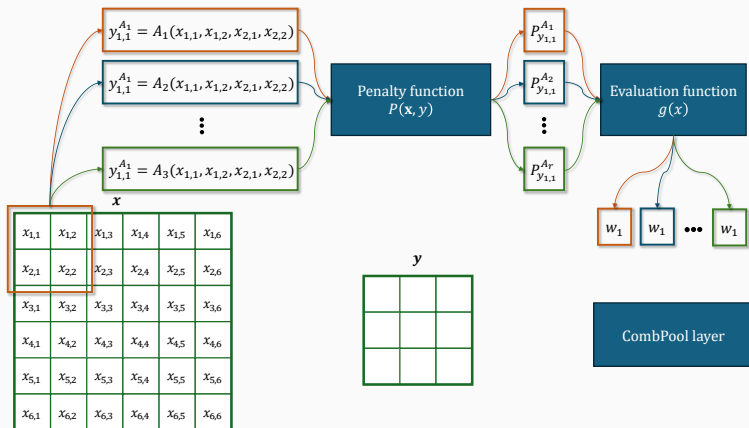 y_{1,1}^{A_1} = A_1(x_{1,1}, x_{1,2}, x_{2,1}, x_{2,2})
y_{1,1}^{A_1} = A_2(x_{1,1}, x_{1,2}, x_{2,1}, x_{2,2})
y_{1,1}^{A_1} = A_3(x_{1,1}, x_{1,2}, x_{2,1}, x_{2,2})
Penalty function
P(x, y)
P_{y_{1,1}}^{A_1}
P_{y_{1,1}}^{A_2}
P_{y_{1,1}}^{A_r}
Evaluation function
g(x)
w_1 w_1 w_1
x
x_{1,1} x_{1,2} x_{1,3} x_{1,4} x_{1,5} x_{1,6}
x_{2,1} x_{2,2} x_{2,3} x_{2,4} x_{2,5} x_{2,6}
x_{3,1} x_{3,2} x_{3,3} x_{3,4} x_{3,5} x_{3,6}
x_{4,1} x_{4,2} x_{4,3} x_{4,4} x_{4,5} x_{4,6}
x_{5,1} x_{5,2} x_{5,3} x_{5,4} x_{5,5} x_{5,6}
x_{6,1} x_{6,2} x_{6,3} x_{6,4} x_{6,5} x_{6,6}
y
CombPool layer